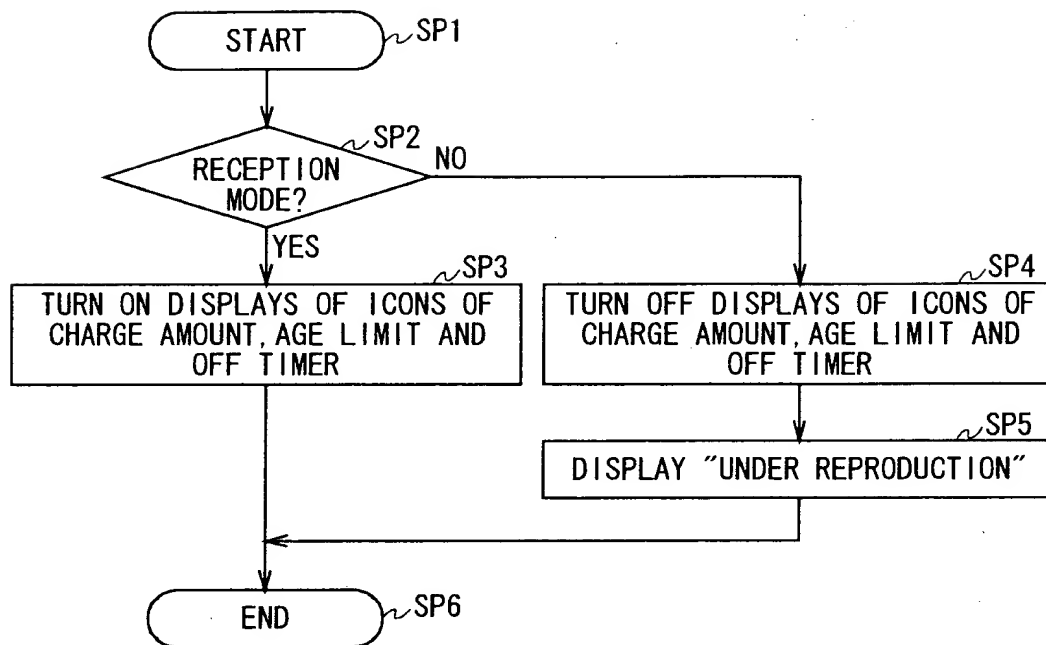 START
SP1
SP2
RECEPTION
MODE?
NO
YES
SP3
TURN ON DISPLAYS OF ICONS OF
CHARGE AMOUNT, AGE LIMIT AND
OFF TIMER
SP4
TURN OFF DISPLAYS OF ICONS OF
CHARGE AMOUNT, AGE LIMIT AND
OFF TIMER
SP5
DISPLAY "UNDER REPRODUCTION"
END
SP6